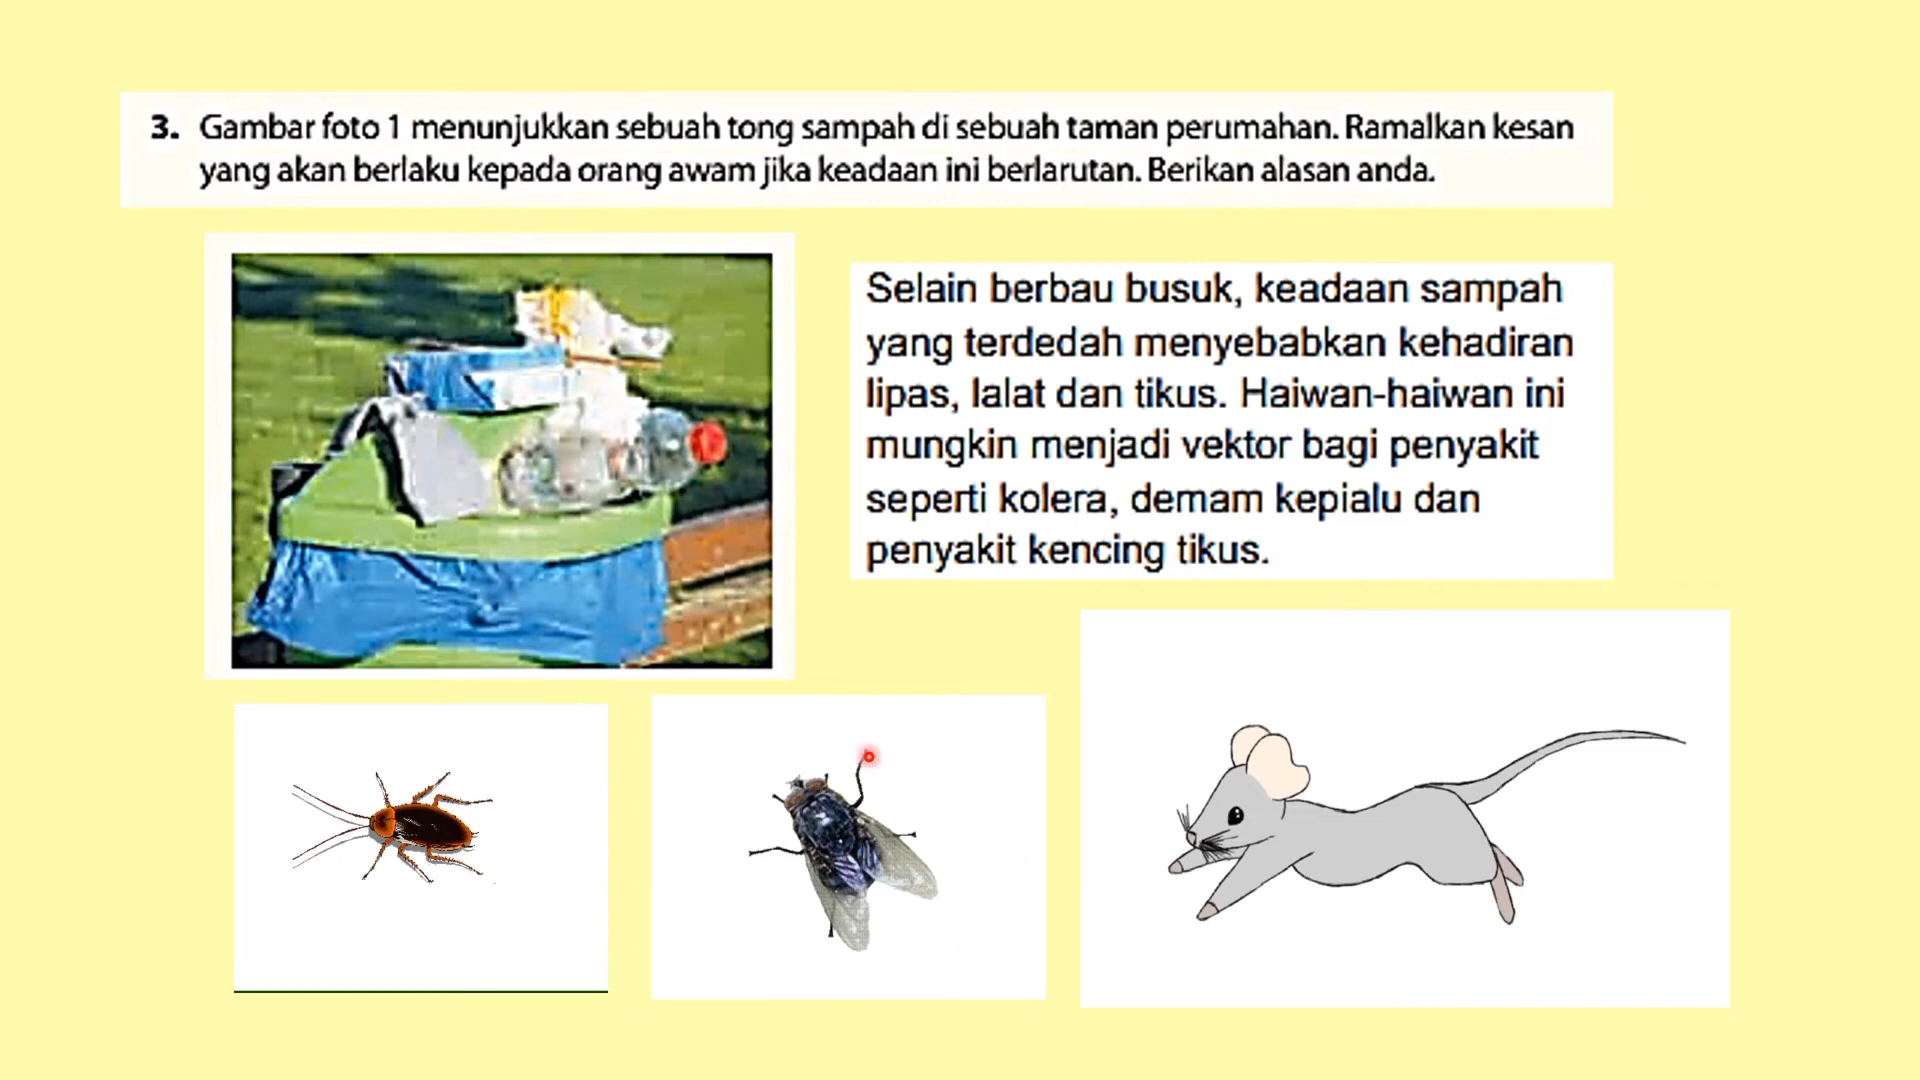 3. Gambar foto 1 menunjukkan sebuah tong sampah di sebuah taman perumahan. Ramalkan kesan
yang akan berlaku kepada orang awam jika keadaan ini berlarutan. Berikan alasan anda.
Selain berbau busuk, keadaan sampah
yang terdedah menyebabkan kehadiran
lipas, lalat dan tikus. Haiwan-haiwan ini
mungkin menjadi vektor bagi penyakit
seperti kolera, demam kepialu dan
penyakit kencing tikus.